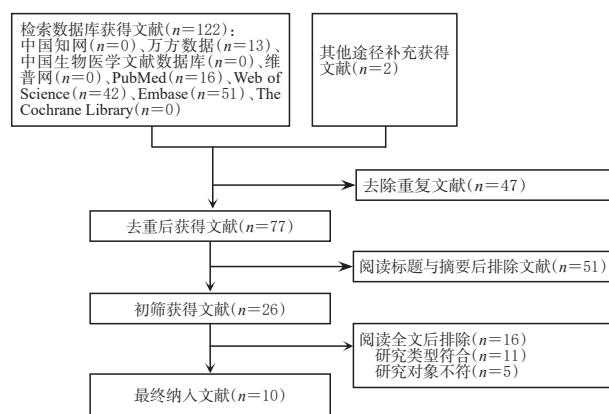 检索数据库获得文献(n=122)：
中国知网(n=0)、万方数据(n=13)、
中国生物医学文献数据库(n=0)、维
普网(n=0)、PubMed(n=16)、Web of
Science(n=42)、Embase(n=51)、The
Cochrane Library(n=0)
其他途径补充获得
文献(n=2)
去除重复文献(n=47)
去重后获得文献(n=77)
阅读标题与摘要后排除文献(n=51)
初筛获得文献(n=26)
阅读全文后排除(n=16)
研究类型符合(n=11)
研究对象不符(n=5)
最终纳入文献(n=10)